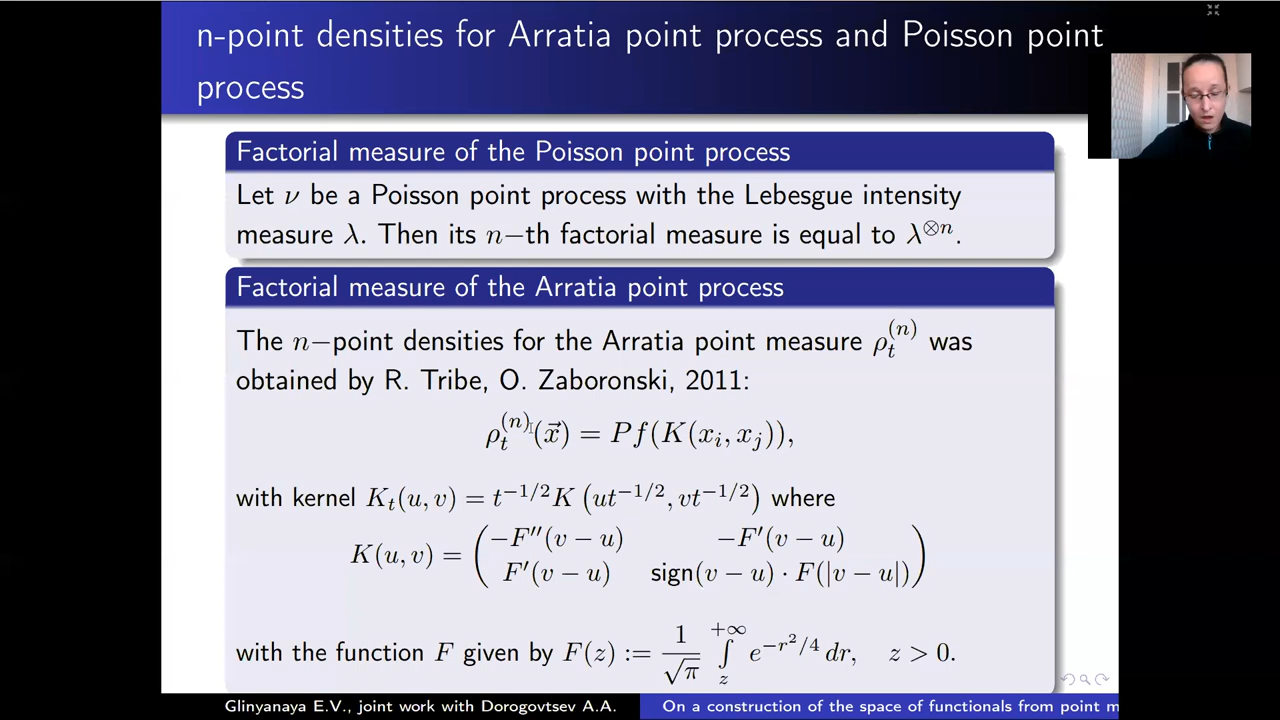 n-point densities for Arratia point process and Poisson point
process
Factorial measure of the Poisson point process
Let ν be a Poisson point process with the Lebesgue intensity
measure λ. Then its n−th factorial measure is equal to λ^{⊗n}.
Factorial measure of the Arratia point process
The n−point densities for the Arratia point measure ρ_t^{(n)} was
obtained by R. Tribe, O. Zaboronski, 2011:
ρ_t^{(n)}(x⃗) = Pf(K(x_i, x_j)),
with kernel K_t(u, v) = t^{−1/2}K (ut^{−1/2}, vt^{−1/2}) where
K(u, v) = ( −F′′(v − u) −F′(v − u)
F′(v − u) sign(v − u) · F(|v − u|) )
with the function F given by F(z) := 1/√π ∫_z^{+∞} e^{−r²/4} dr, z > 0.
Glinyanaya E.V., joint work with Dorogovtsev A.A. On a construction of the space of functionals from point m